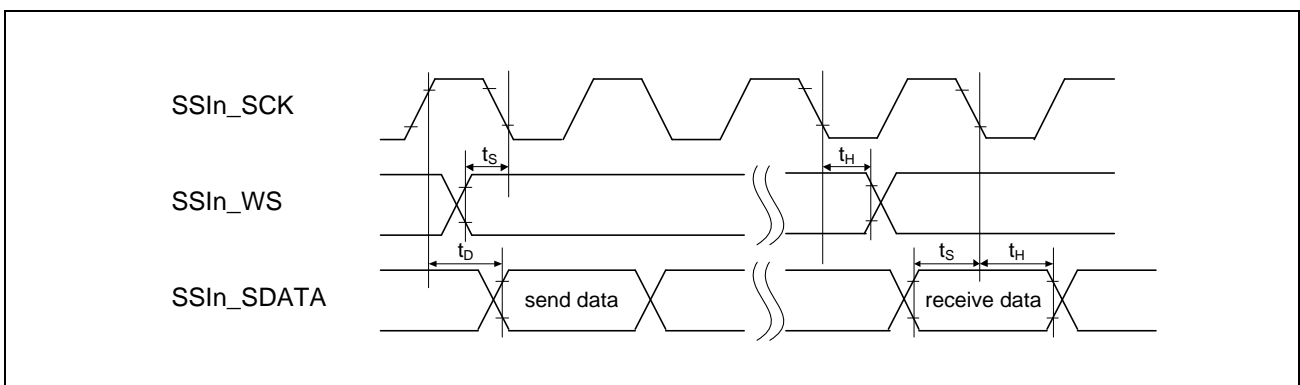 SSIn_SCK
tS
tH
SSIn_WS
tD
tS
tH
SSIn_SDATA
send data
receive data